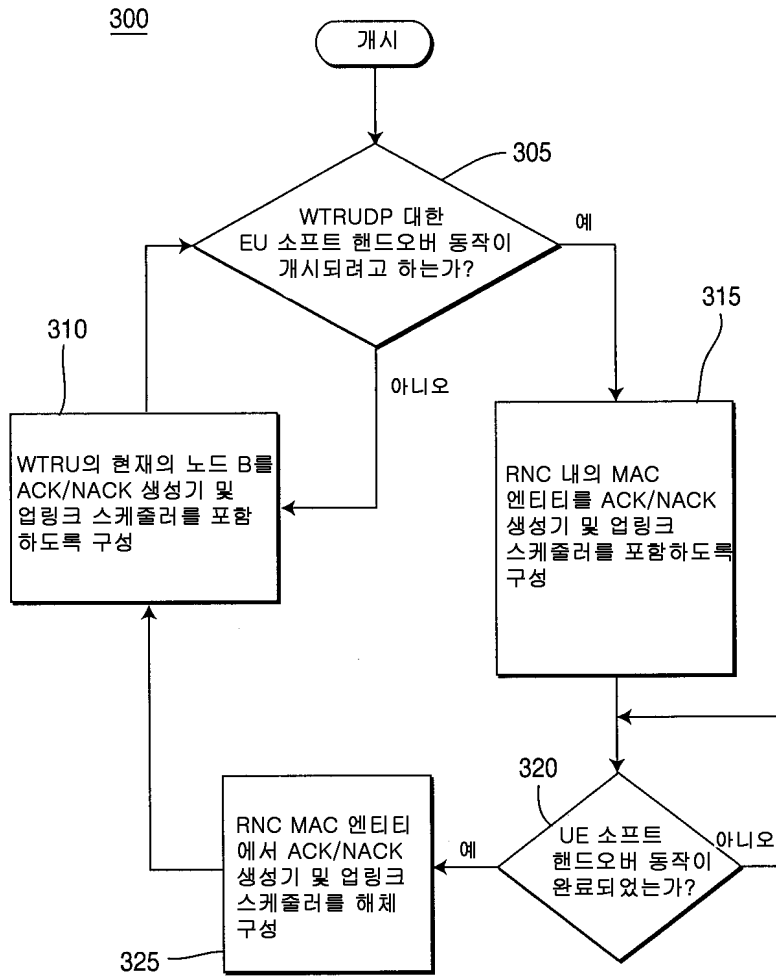 300
개시
305
WTRUDP 대한
EU 소프트 핸드오버 동작이
개시되려고 하는가?
예
아니오
310
WTRU의 현재의 노드 B를
ACK/NACK 생성기 및
업링크 스케줄러를 포함
하도록 구성
315
RNC 내의 MAC
엔티티를 ACK/NACK
생성기 및 업링크
스케줄러를 포함하도록
구성
320
UE 소프트
핸드오버 동작이
완료되었는가?
아니오
예
RNC MAC 엔티티
에서 ACK/NACK
생성기 및 업링크
스케줄러를 해체
구성
325